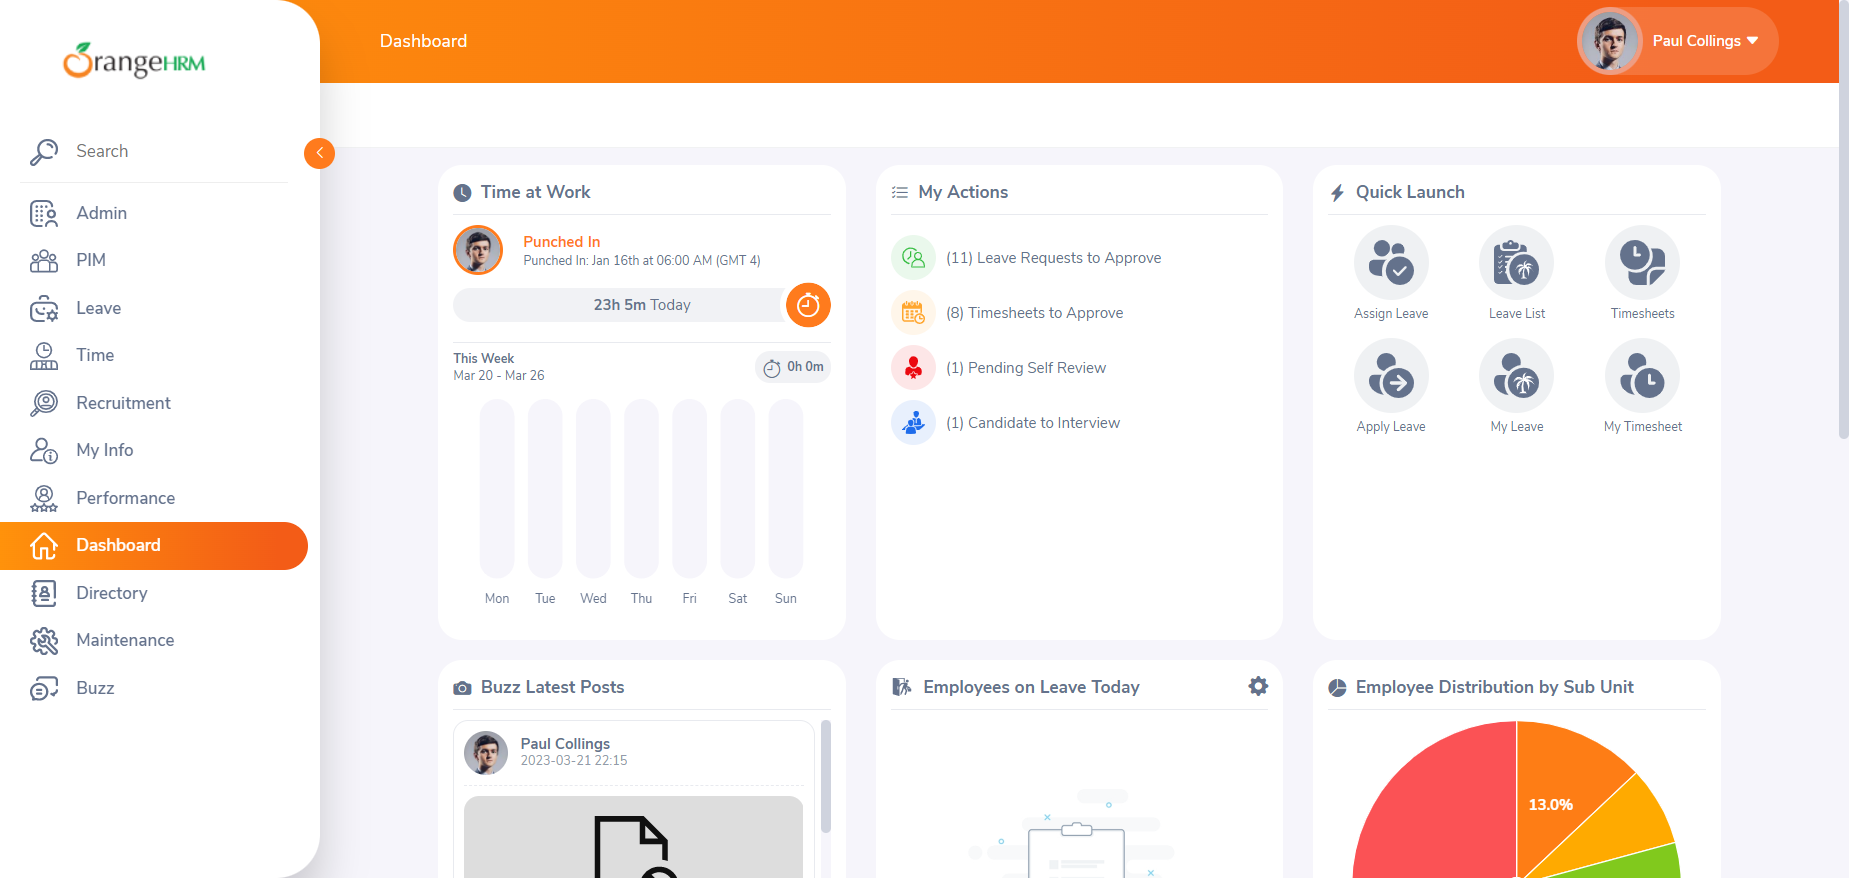 OrangeHRM
Search
Admin
PIM
Leave
Time
Recruitment
My Info
Performance
Dashboard
Directory
Maintenance
Buzz
Dashboard
Paul Collings
Time at Work
Punched In
Punched In: Jan 16th at 06:00 AM (GMT 4)
23h 5m Today
This Week
Mar 20 - Mar 26
0h 0m
Mon Tue Wed Thu Fri Sat Sun
My Actions
(11) Leave Requests to Approve
(8) Timesheets to Approve
(1) Pending Self Review
(1) Candidate to Interview
Quick Launch
Assign Leave Leave List Timesheets
Apply Leave My Leave My Timesheet
Buzz Latest Posts
Paul Collings
2023-03-21 22:15
Employees on Leave Today
Employee Distribution by Sub Unit
13.0%